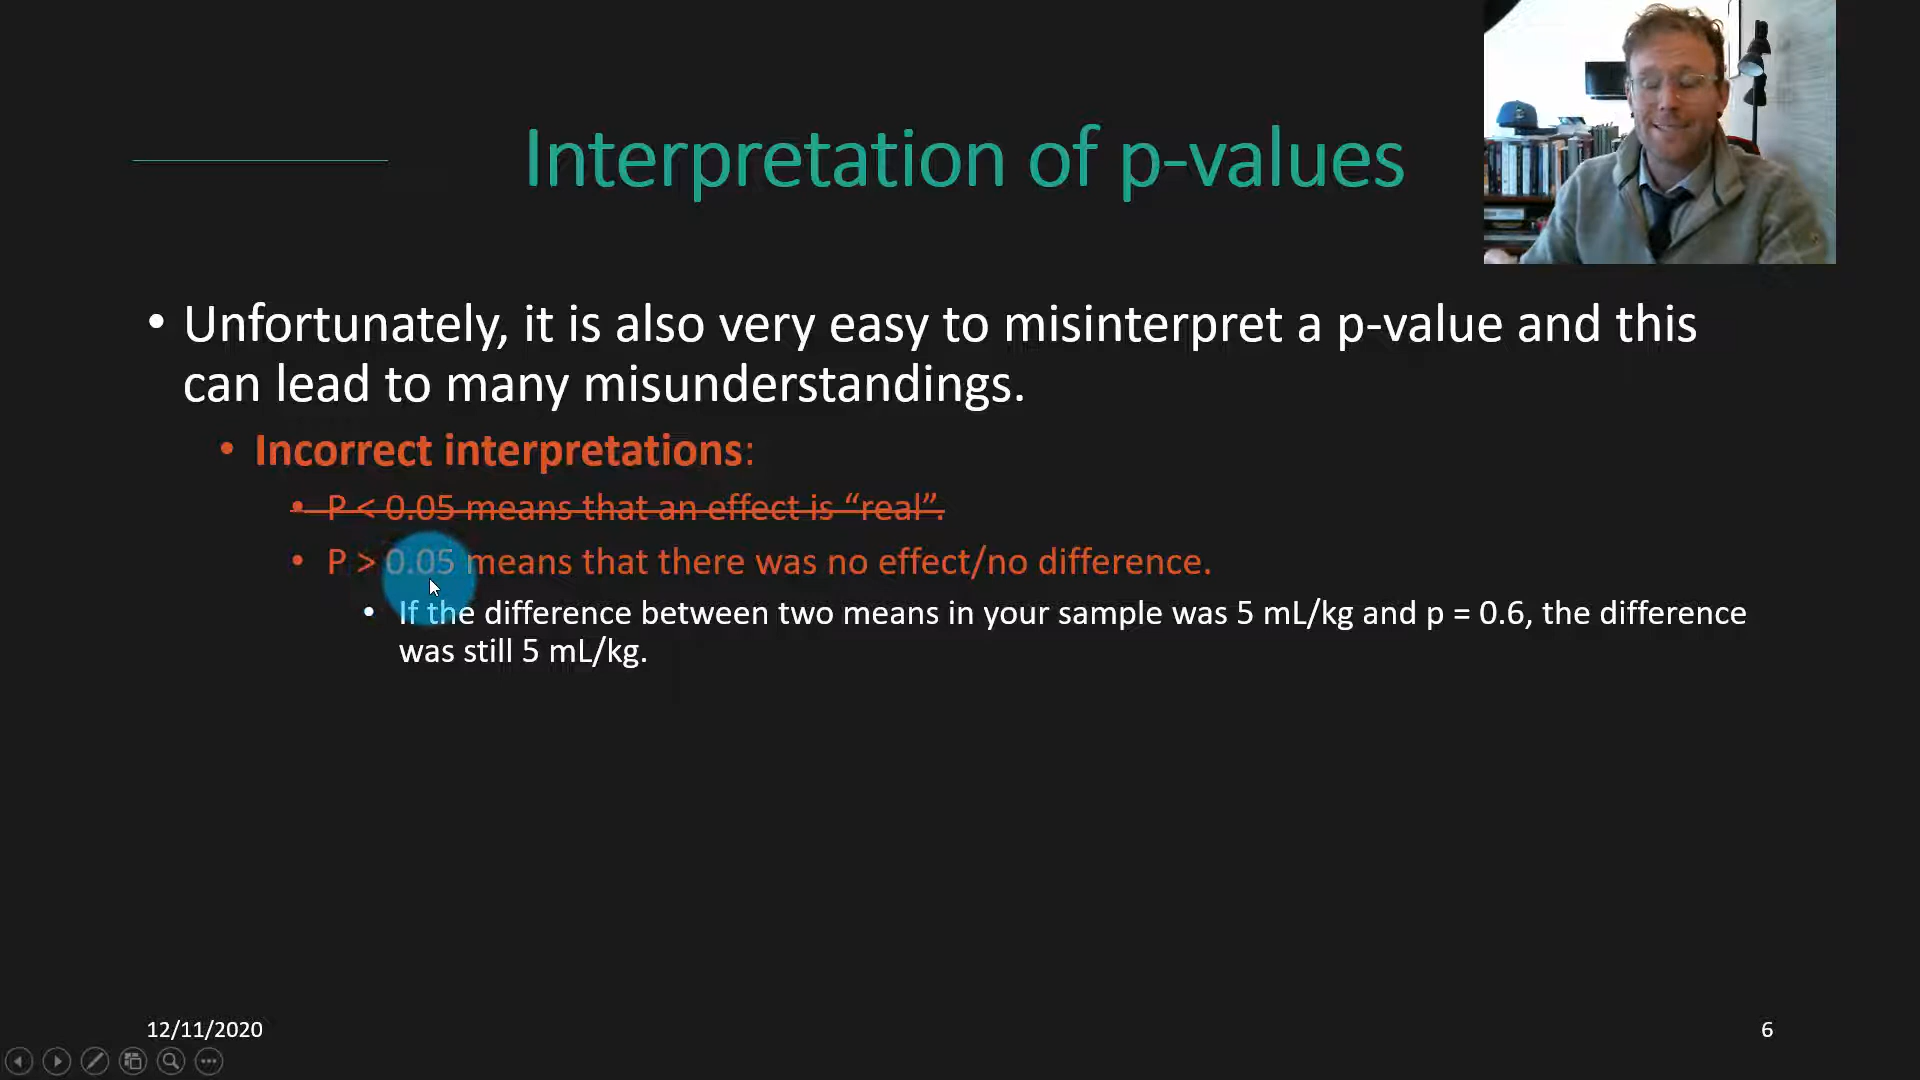 Interpretation of p-values
• Unfortunately, it is also very easy to misinterpret a p-value and this
can lead to many misunderstandings.
• Incorrect interpretations:
• P < 0.05 means that an effect is “real”.
• P > 0.05 means that there was no effect/no difference.
• If the difference between two means in your sample was 5 mL/kg and p = 0.6, the difference
was still 5 mL/kg.
12/11/2020
6